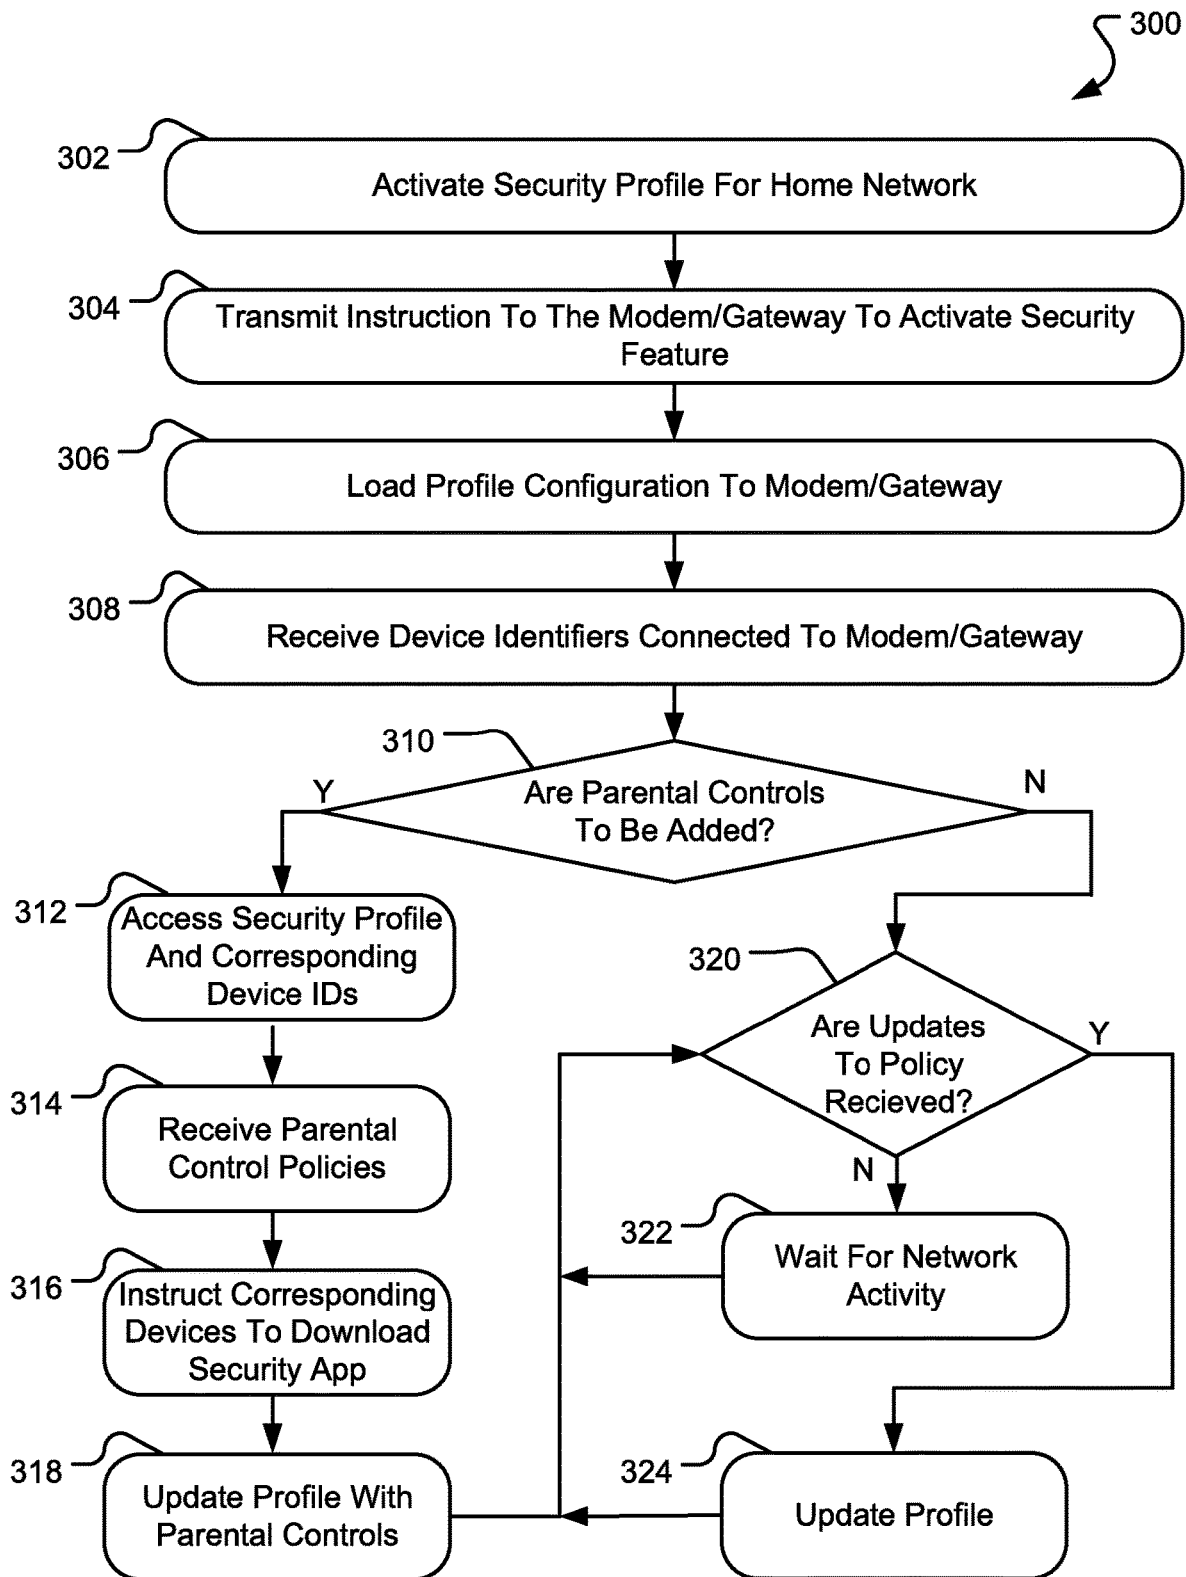 300
302
Activate Security Profile For Home Network
304
Transmit Instruction To The Modem/Gateway To Activate Security
Feature
306
Load Profile Configuration To Modem/Gateway
308
Receive Device Identifiers Connected To Modem/Gateway
310
Y
Are Parental Controls
To Be Added?
N
312
Access Security Profile
And Corresponding
Device IDs
314
Receive Parental
Control Policies
316
Instruct Corresponding
Devices To Download
Security App
318
Update Profile With
Parental Controls
320
Are Updates
To Policy
Recieved?
Y
N
322
Wait For Network
Activity
324
Update Profile